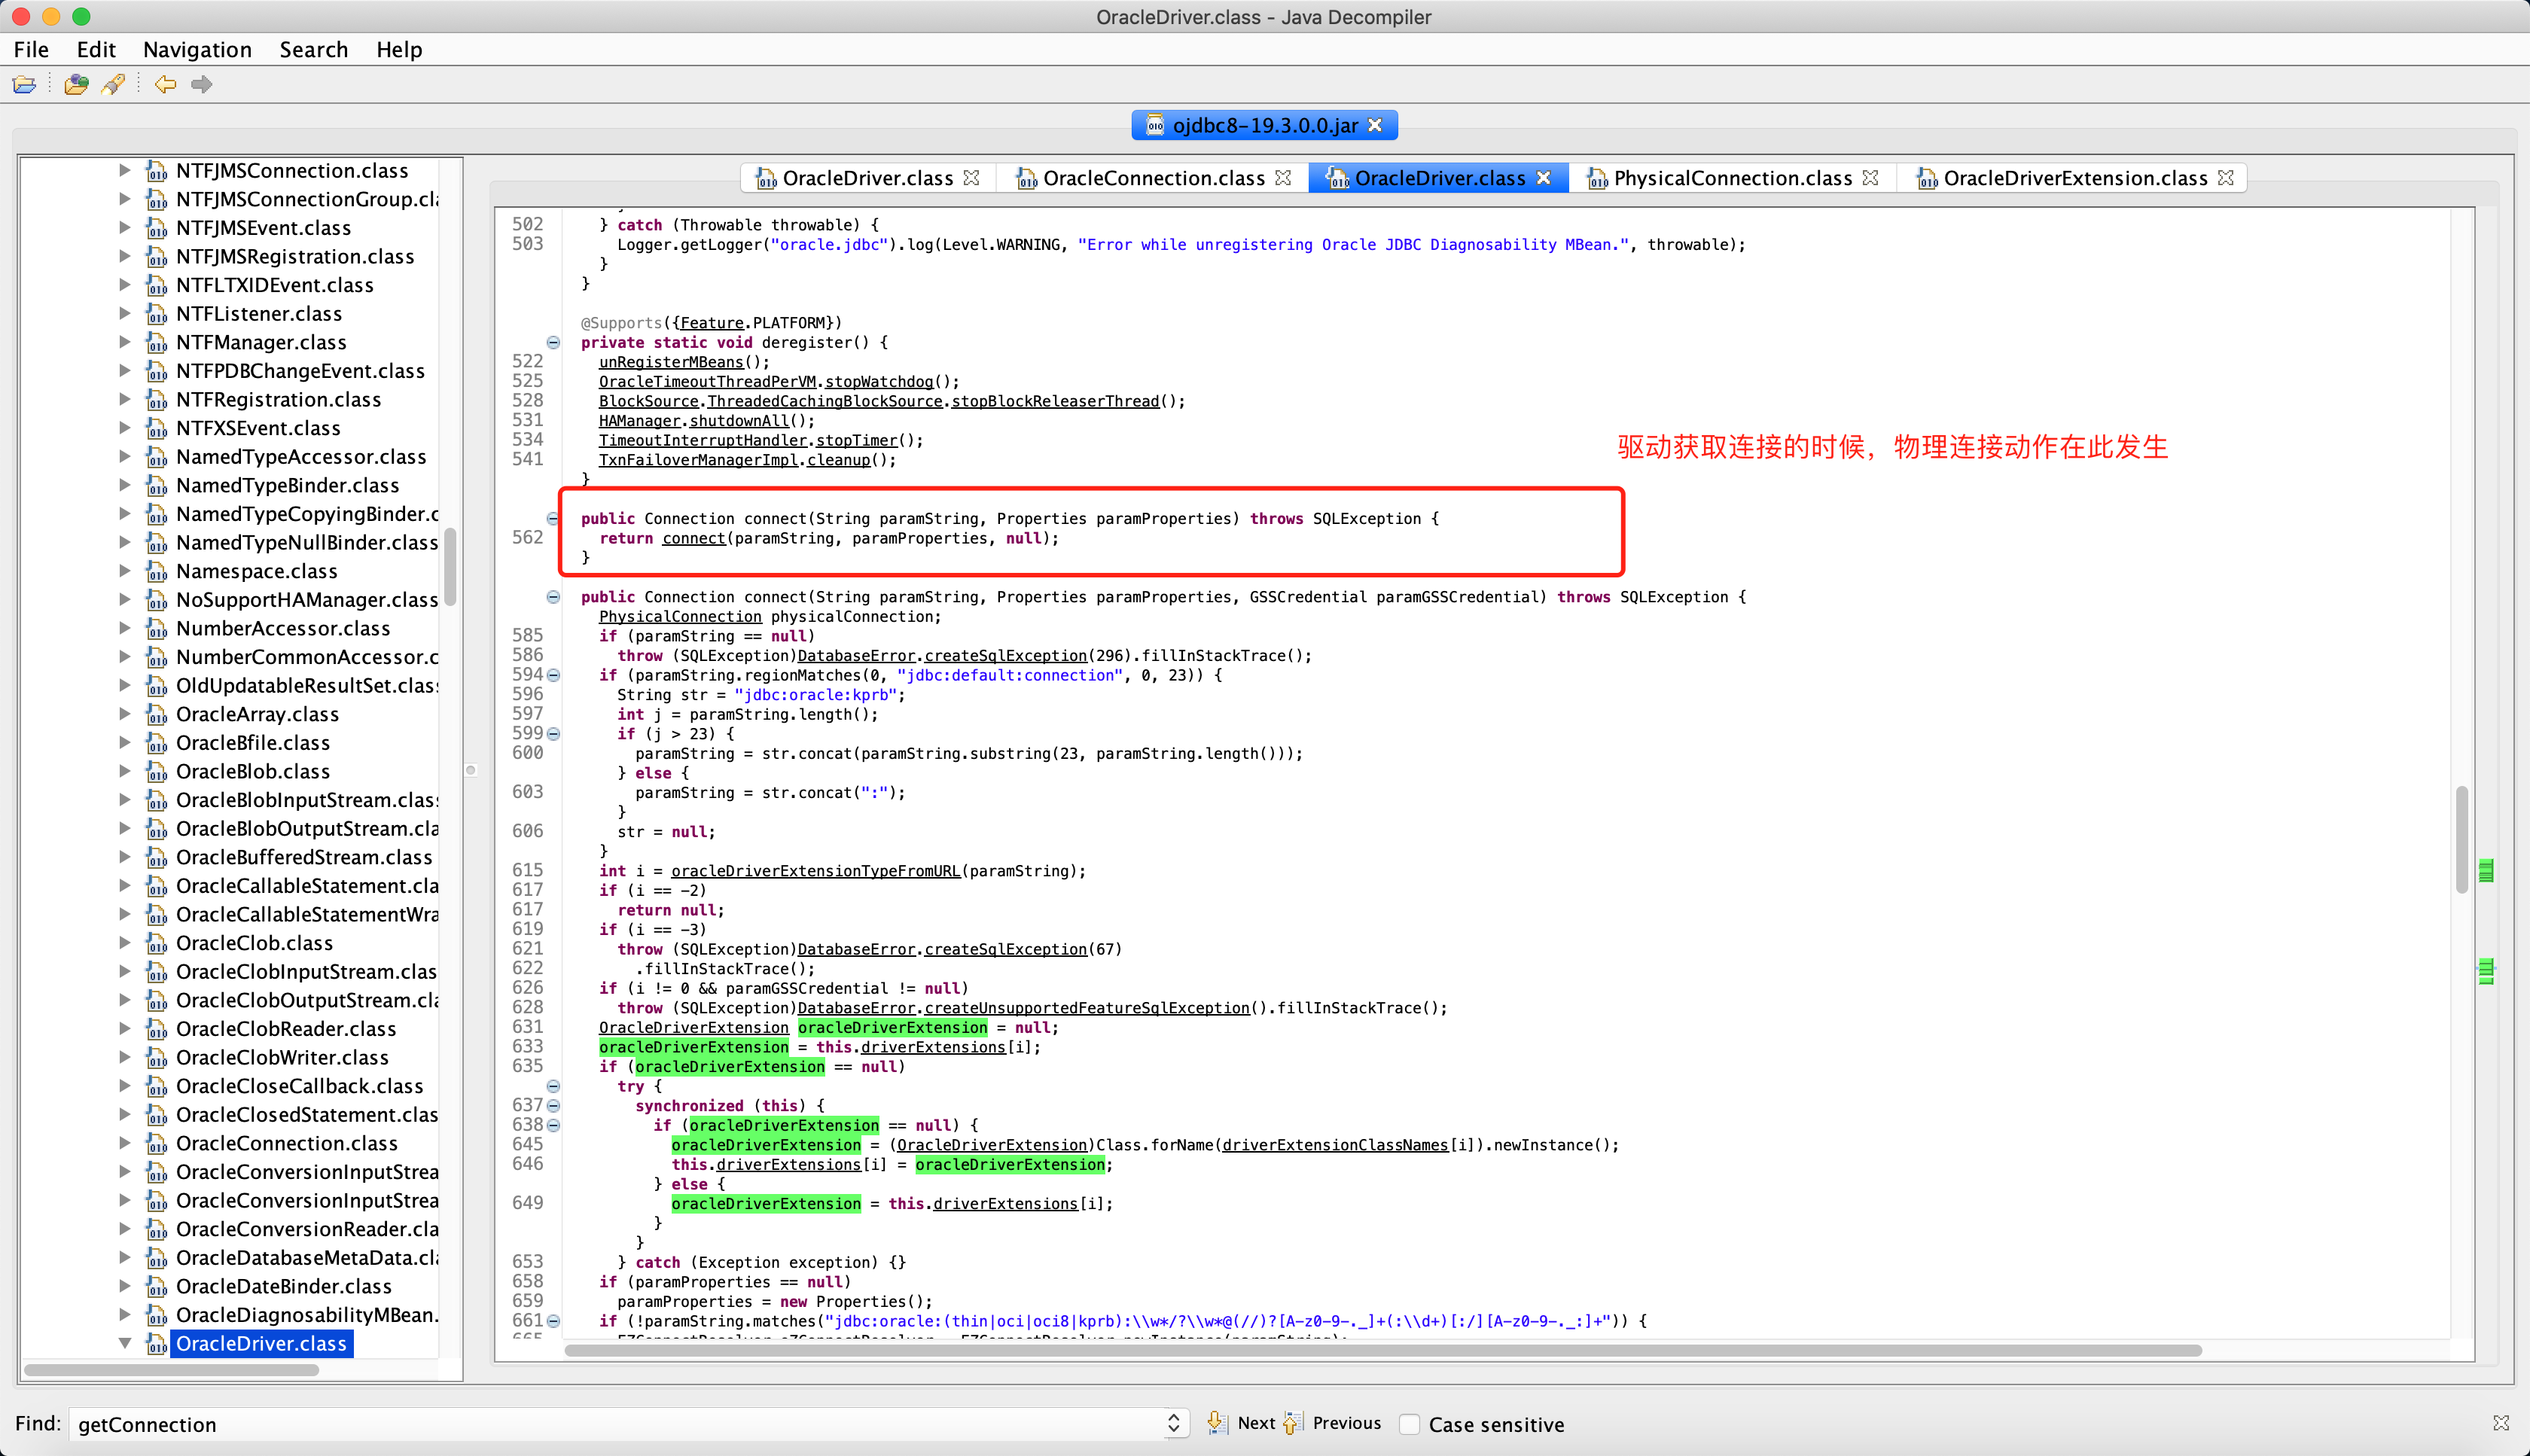 OracleDriver.class - Java Decompiler
File Edit Navigation Search Help
ojdbc8-19.3.0.0.jar
NTFJMSConnection.class
NTFJMSConnectionGroup.cl
NTFJMSEvent.class
NTFJMSRegistration.class
NTFLTXIDEvent.class
NTFListener.class
NTFManager.class
NTFPDBChangeEvent.class
NTFRegistration.class
NTFXSEvent.class
NamedTypeAccessor.class
NamedTypeBinder.class
NamedTypeCopyingBinder.c
NamedTypeNullBinder.class
Namespace.class
NoSupportHAManager.class
NumberAccessor.class
NumberCommonAccessor.c
OldUpdatableResultSet.clas
OracleArray.class
OracleBfile.class
OracleBlob.class
OracleBlobInputStream.clas
OracleBlobOutputStream.cla
OracleBufferedStream.class
OracleCallableStatement.cla
OracleCallableStatementWra
OracleClob.class
OracleClobInputStream.clas
OracleClobOutputStream.cl
OracleClobReader.class
OracleClobWriter.class
OracleCloseCallback.class
OracleClosedStatement.clas
OracleConnection.class
OracleConversionInputStrea
OracleConversionInputStrea
OracleConversionReader.cla
OracleDatabaseMetaData.cl
OracleDateBinder.class
OracleDiagnosabilityMBean.
OracleDriver.class
OracleDriver.class OracleConnection.class OracleDriver.class PhysicalConnection.class OracleDriverExtension.class
502 } catch (Throwable throwable) {
503 Logger.getLogger("oracle.jdbc").log(Level.WARNING, "Error while unregistering Oracle JDBC Diagnosability MBean.", throwable);
}
}
@Supports({Feature.PLATFORM})
private static void deregister() {
522 unRegisterMBeans();
525 OracleTimeoutThreadPerVM.stopWatchdog();
528 BlockSource.ThreadedCachingBlockSource.stopBlockReleaserThread();
531 HAManager.shutdownAll();
534 TimeoutInterruptHandler.stopTimer();
541 TxnFailoverManagerImpl.cleanup();
}
驱动获取连接的时候，物理连接动作在此发生
public Connection connect(String paramString, Properties paramProperties) throws SQLException {
562 return connect(paramString, paramProperties, null);
}
public Connection connect(String paramString, Properties paramProperties, GSSCredential paramGSSCredential) throws SQLException {
PhysicalConnection physicalConnection;
585 if (paramString == null)
586 throw (SQLException)DatabaseError.createSqlException(296).fillInStackTrace();
594 if (paramString.regionMatches(0, "jdbc:default:connection", 0, 23)) {
596 String str = "jdbc:oracle:kprb";
597 int j = paramString.length();
599 if (j > 23) {
600 paramString = str.concat(paramString.substring(23, paramString.length()));
} else {
603 paramString = str.concat(":");
}
606 str = null;
}
615 int i = oracleDriverExtensionTypeFromURL(paramString);
617 if (i == -2)
617 return null;
619 if (i == -3)
621 throw (SQLException)DatabaseError.createSqlException(67)
622 .fillInStackTrace();
626 if (i != 0 && paramGSSCredential != null)
628 throw (SQLException)DatabaseError.createUnsupportedFeatureSqlException().fillInStackTrace();
631 OracleDriverExtension oracleDriverExtension = null;
633 oracleDriverExtension = this.driverExtensions[i];
635 if (oracleDriverExtension == null)
try {
637 synchronized (this) {
638 if (oracleDriverExtension == null) {
645 oracleDriverExtension = (OracleDriverExtension)Class.forName(driverExtensionClassNames[i]).newInstance();
646 this.driverExtensions[i] = oracleDriverExtension;
} else {
649 oracleDriverExtension = this.driverExtensions[i];
}
}
653 } catch (Exception exception) {}
658 if (paramProperties == null)
659 paramProperties = new Properties();
661 if (!paramString.matches("jdbc:oracle:(thin|oci|oci8|kprb):\\w*/?\\w*@(//)?[A-z0-9-._]+(:\\d+)[:/][A-z0-9-._:]+")) {
Find: getConnection Next Previous Case sensitive